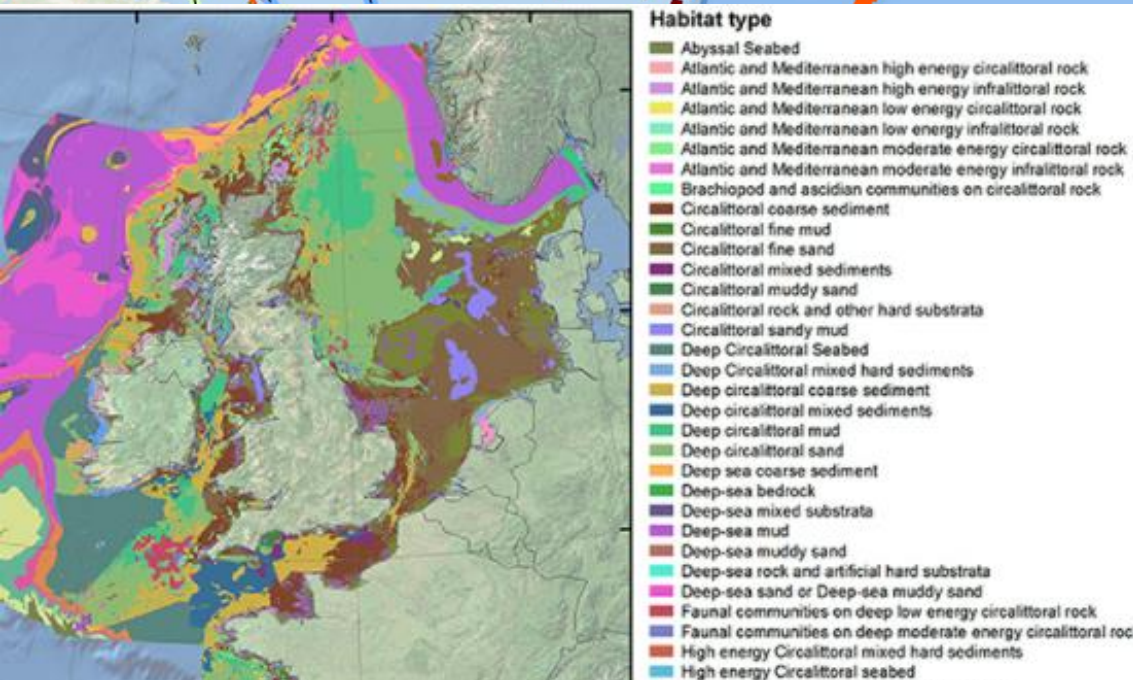 Habitat type
Abyssal Seabed
Atlantic and Mediterranean high energy circalittoral rock
Atlantic and Mediterranean high energy infralittoral rock
Atlantic and Mediterranean low energy circalittoral rock
Atlantic and Mediterranean low energy infralittoral rock
Atlantic and Mediterranean moderate energy circalittoral rock
Atlantic and Mediterranean moderate energy infralittoral rock
Brachiopod and ascidian communities on circalittoral rock
Circalittoral coarse sediment
Circalittoral fine mud
Circalittoral fine sand
Circalittoral mixed sediments
Circalittoral muddy sand
Circalittoral rock and other hard substrata
Circalittoral sandy mud
Deep Circalittoral Seabed
Deep Circalittoral mixed hard sediments
Deep circalittoral coarse sediment
Deep circalittoral mixed sediments
Deep circalittoral mud
Deep circalittoral sand
Deep sea coarse sediment
Deep-sea bedrock
Deep-sea mixed substrata
Deep-sea mud
Deep-sea muddy sand
Deep-sea rock and artificial hard substrata
Deep-sea sand or Deep-sea muddy sand
Faunal communities on deep low energy circalittoral rock
Faunal communities on deep moderate energy circalittoral roc
High energy Circalittoral mixed hard sediments
High energy Circalittoral seabed